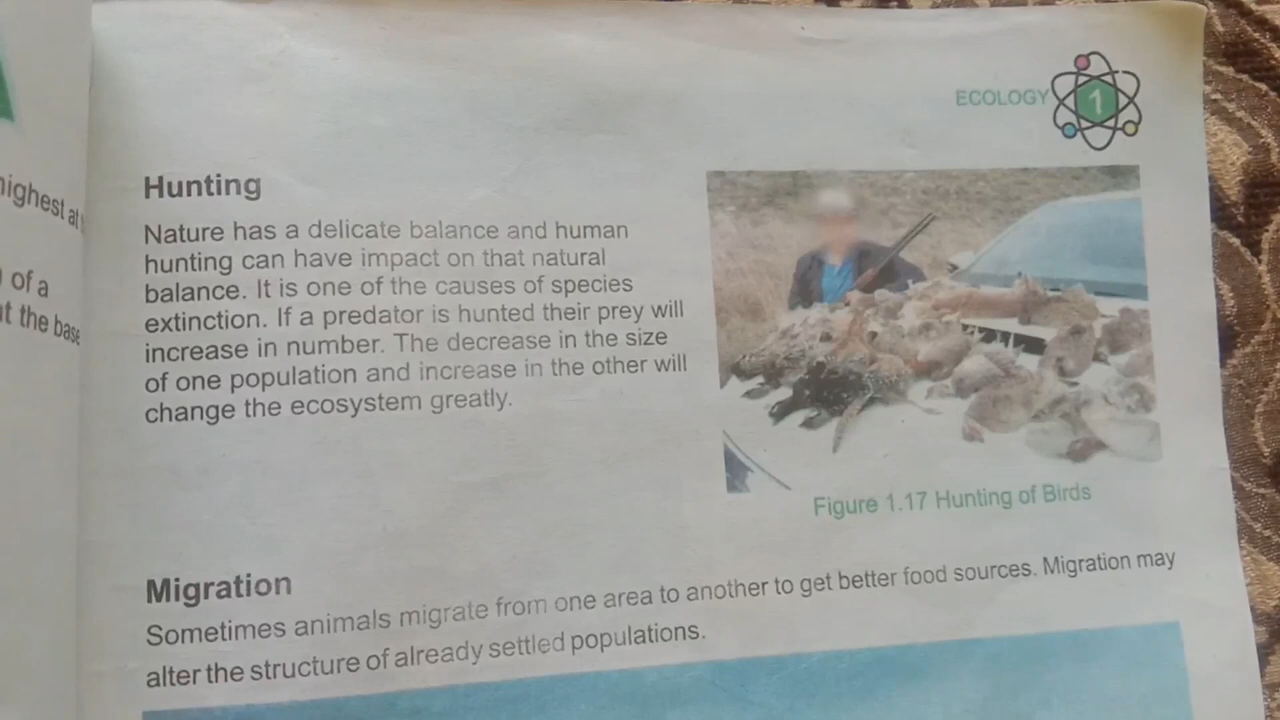 ighest at
of a
t the base
ECOLOGY 1
Hunting
Nature has a delicate balance and human
hunting can have impact on that natural
balance. It is one of the causes of species
extinction. If a predator is hunted their prey will
increase in number. The decrease in the size
of one population and increase in the other will
change the ecosystem greatly.
Figure 1.17 Hunting of Birds
Migration
Sometimes animals migrate from one area to another to get better food sources. Migration may
alter the structure of already settled populations.